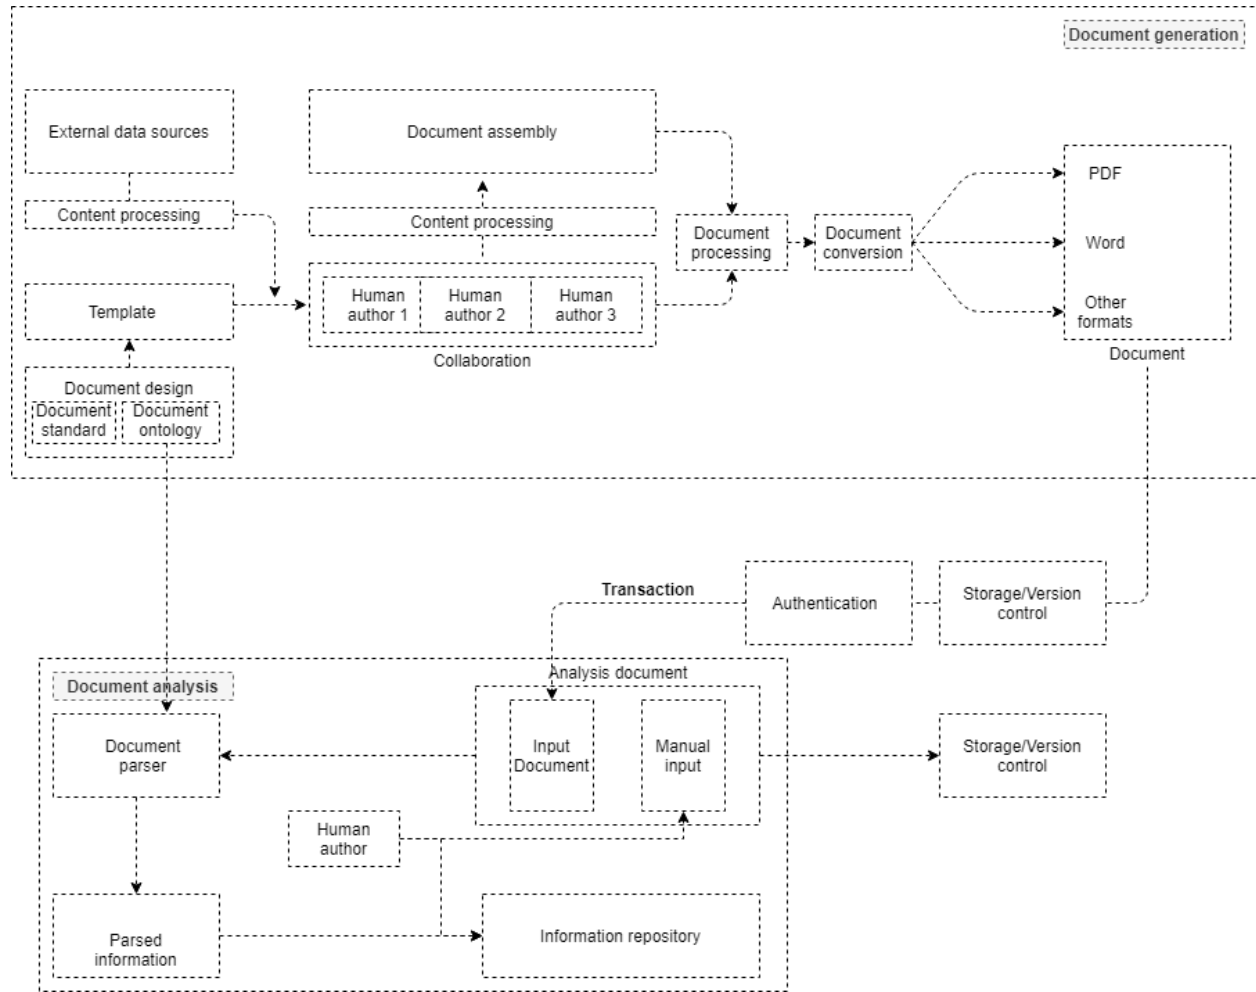 Document generation
External data sources
Document assembly
Content processing
Content processing
Document
processing
Document
conversion
PDF
Word
Other
formats
Document
Template
Human
author 1
Human
author 2
Human
author 3
Collaboration
Document design
Document
standard
Document
ontology
Transaction
Authentication
Storage/Version
control
Document analysis
Analysis document
Document
parser
Input
Document
Manual
input
Storage/Version
control
Human
author
Parsed
information
Information repository